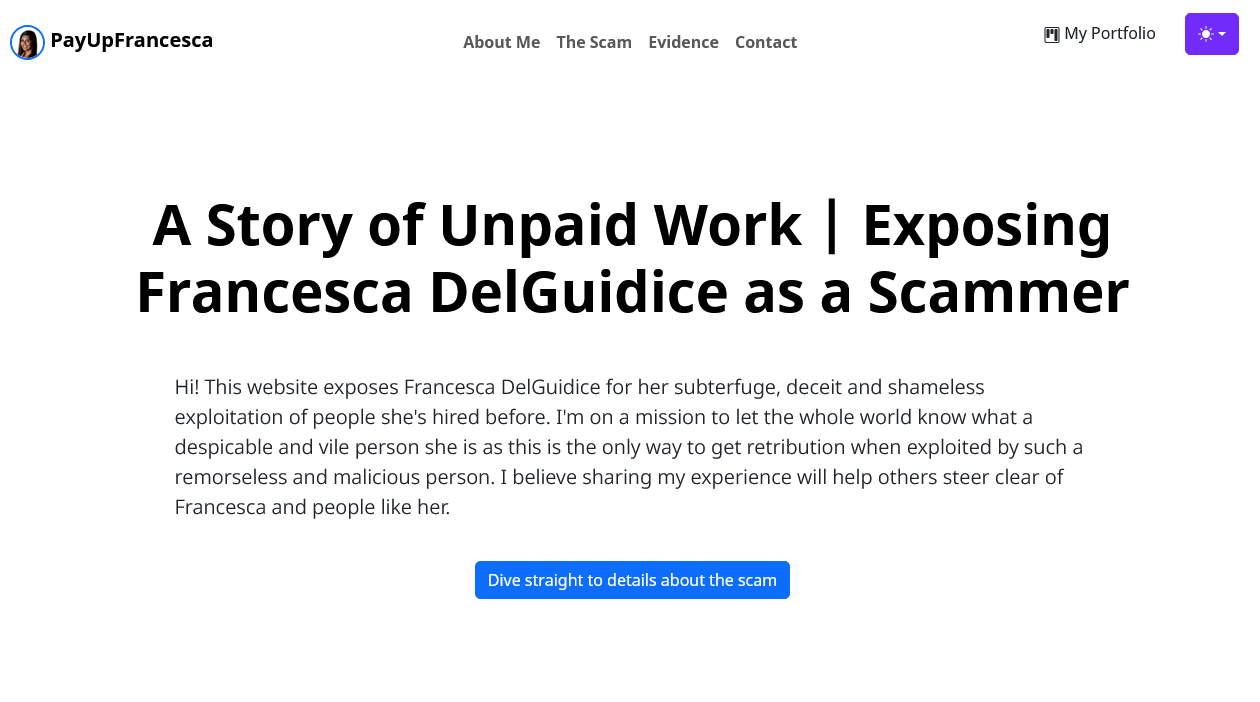 PayUpFrancesca
About Me The Scam Evidence Contact
My Portfolio
A Story of Unpaid Work | Exposing
Francesca DelGuidice as a Scammer
Hi! This website exposes Francesca DelGuidice for her subterfuge, deceit and shameless
exploitation of people she's hired before. I'm on a mission to let the whole world know what a
despicable and vile person she is as this is the only way to get retribution when exploited by such a
remorseless and malicious person. I believe sharing my experience will help others steer clear of
Francesca and people like her.
Dive straight to details about the scam